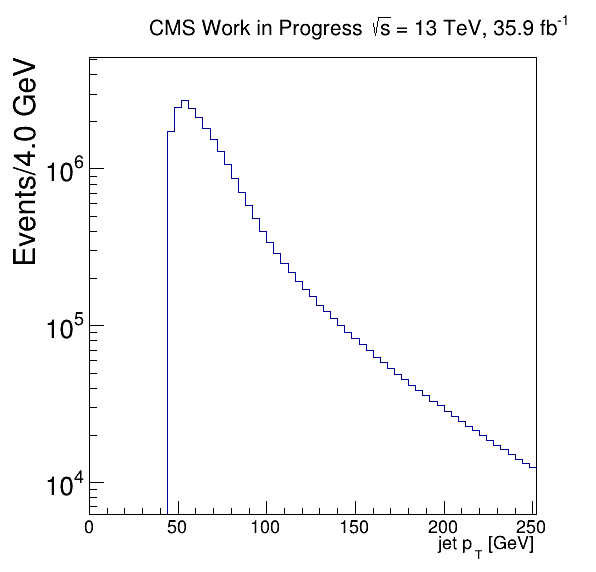 CMS Work in Progress √s = 13 TeV, 35.9 fb⁻¹
Events/4.0 GeV
10⁶
10⁵
10⁴
0 50 100 150 200 250
jet p_T [GeV]